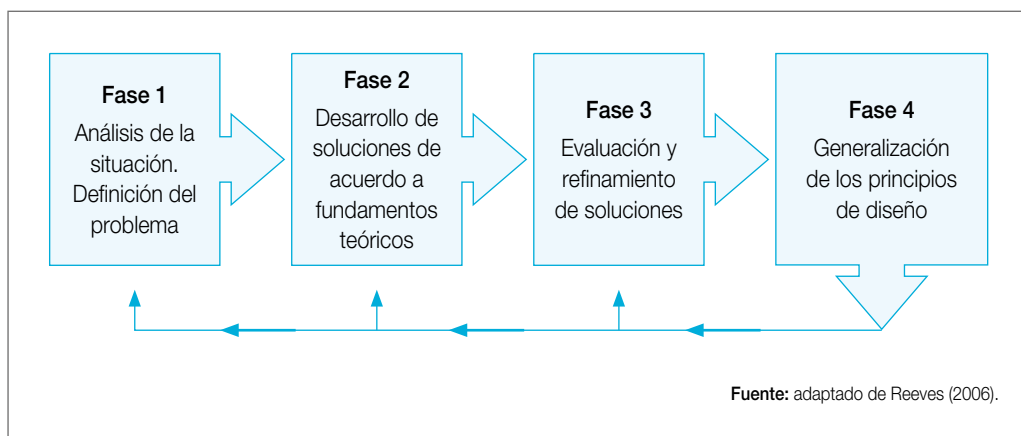 Fase 1
Análisis de la
situación.
Definición del
problema
Fase 2
Desarrollo de
soluciones de
acuerdo a
fundamentos
teóricos
Fase 3
Evaluación y
refinamiento
de soluciones
Fase 4
Generalización
de los principios
de diseño
Fuente: adaptado de Reeves (2006).